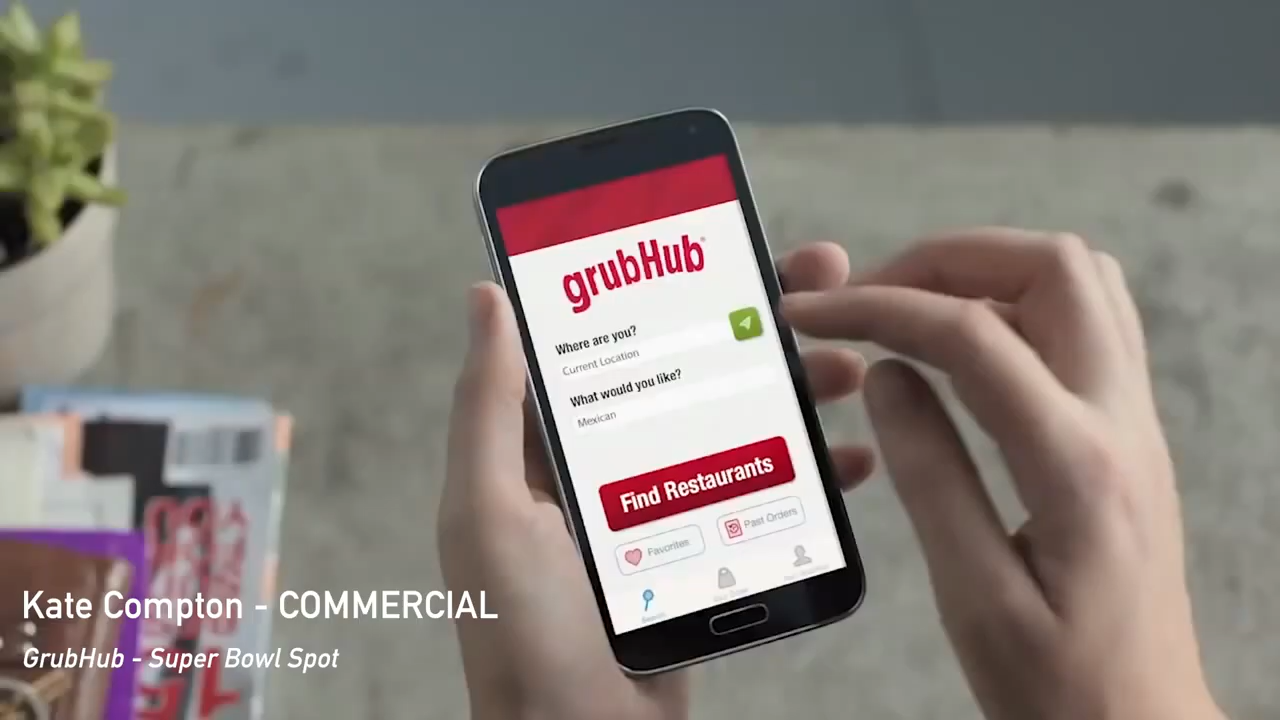 grubHub
Where are you?
Current Location
What would you like?
Mexican
Find Restaurants
Favorites
Past Orders
Kate Compton - COMMERCIAL
GrubHub - Super Bowl Spot